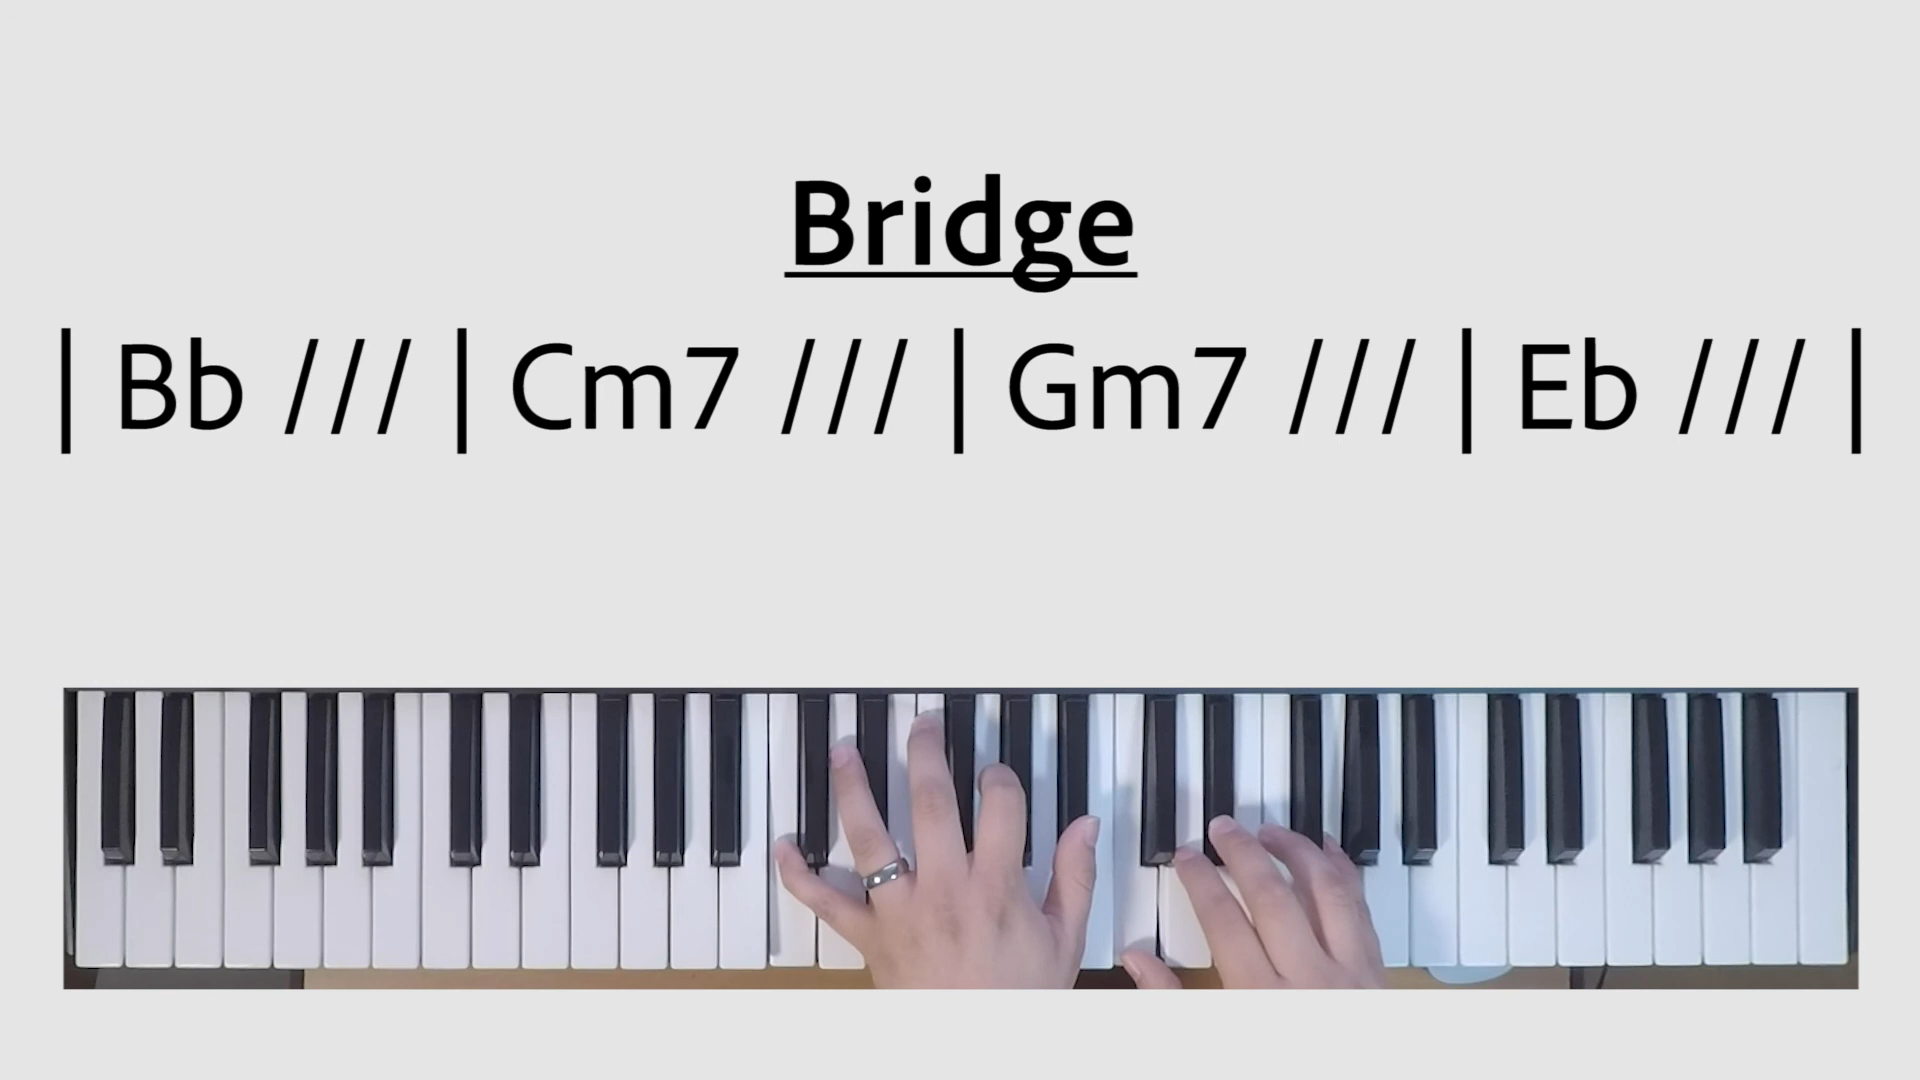 Bridge
| Bb /// | Cm7 /// | Gm7 /// | Eb /// |